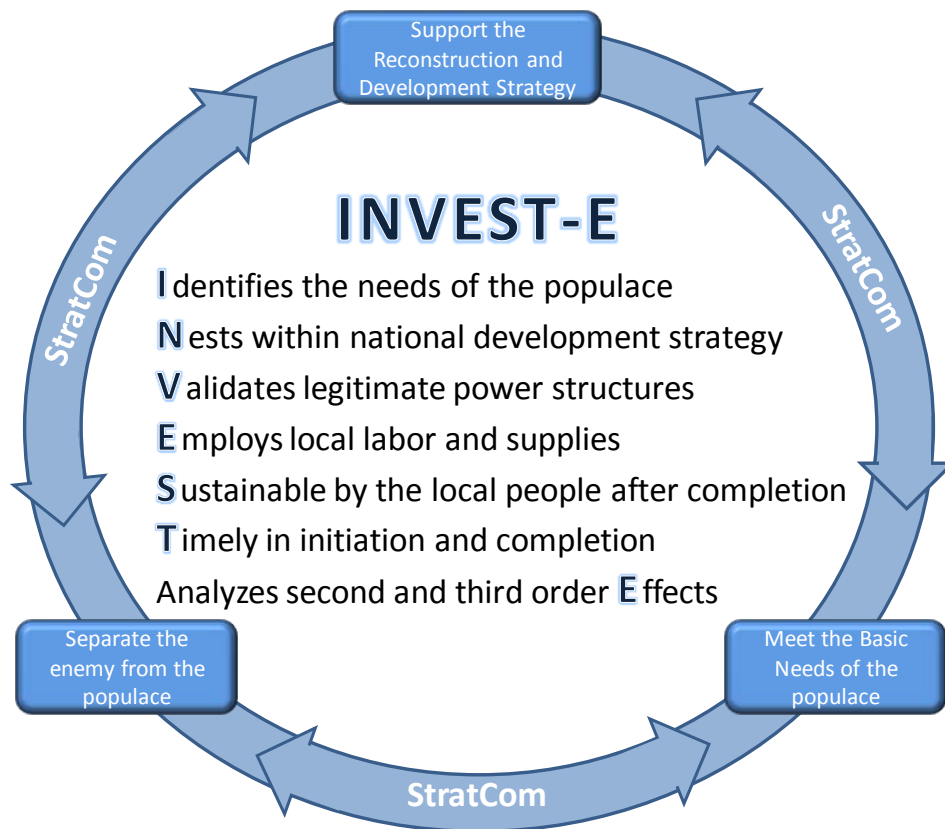 Support the
Reconstruction and
Development Strategy
StratCom
StratCom
INVEST-E
Identifies the needs of the populace
Nests within national development strategy
Validates legitimate power structures
Employs local labor and supplies
Sustainable by the local people after completion
Timely in initiation and completion
Analyzes second and third order Effects
Separate the
enemy from the
populace
Meet the Basic
Needs of the
populace
StratCom